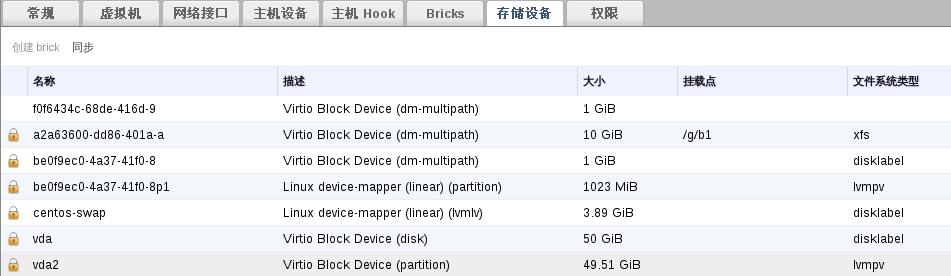 常规 虚拟机 网络接口 主机设备 主机 Hook Bricks 存储设备 权限
创建 brick 同步
名称 描述 大小 挂载点 文件系统类型
f0f6434c-68de-416d-9 Virtio Block Device (dm-multipath) 1 GiB
a2a63600-dd86-401a-a Virtio Block Device (dm-multipath) 10 GiB /g/b1 xfs
be0f9ec0-4a37-41f0-8 Virtio Block Device (dm-multipath) 1 GiB disklabel
be0f9ec0-4a37-41f0-8p1 Linux device-mapper (linear) (partition) 1023 MiB lvmpv
centos-swap Linux device-mapper (linear) (lvmlv) 3.89 GiB disklabel
vda Virtio Block Device (disk) 50 GiB disklabel
vda2 Virtio Block Device (partition) 49.51 GiB lvmpv